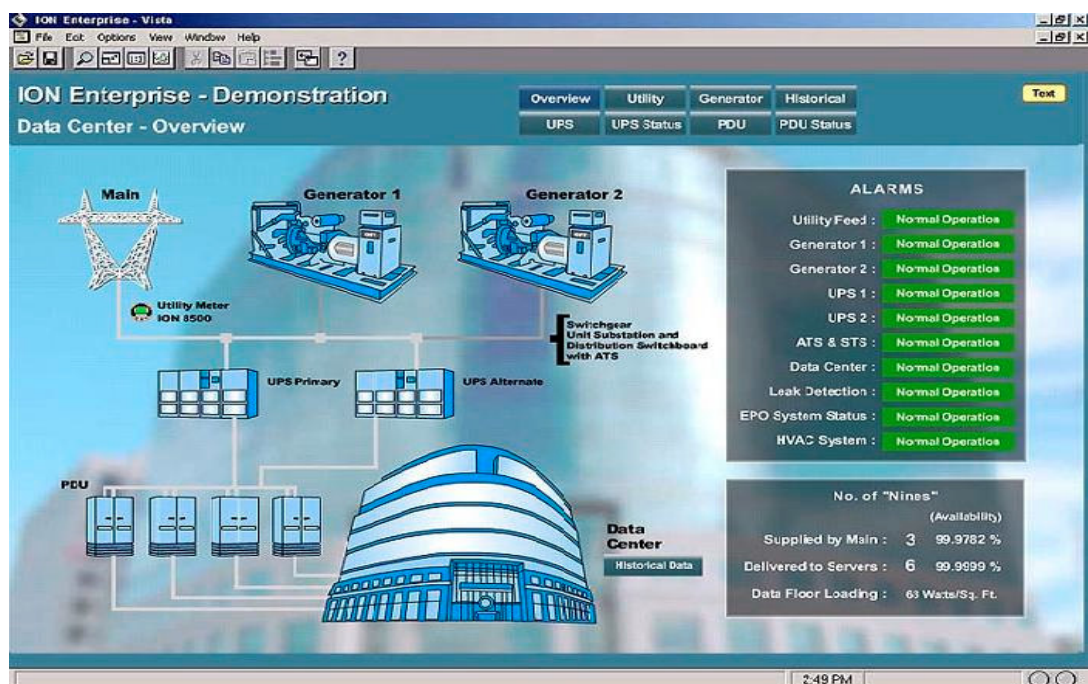 ION Enterprise - Vista
File Edit Options View Window Help
ION Enterprise - Demonstration
Data Center - Overview
Overview Utility Generator Historical
UPS UPS Status PDU PDU Status
Text
Main
Generator 1
Generator 2
Utility Meter
ION 8500
Switchgear
Unit Substation and
Distribution Switchboard
with ATS
UPS Primary
UPS Alternate
PDU
Data
Center
Historical Data
ALARMS
Utility Feed : Normal Operation
Generator 1 : Normal Operation
Generator 2 : Normal Operation
UPS 1 : Normal Operation
UPS 2 : Normal Operation
ATS & STS : Normal Operation
Data Center : Normal Operation
Leak Detection : Normal Operation
EPO System Status : Normal Operation
HVAC System : Normal Operation
No. of "Nines"
(Availability)
Supplied by Main : 3 99.9782 %
Delivered to Servers : 6 99.9999 %
Data Floor Loading : Watts/Sq. Ft.
2:49 PM